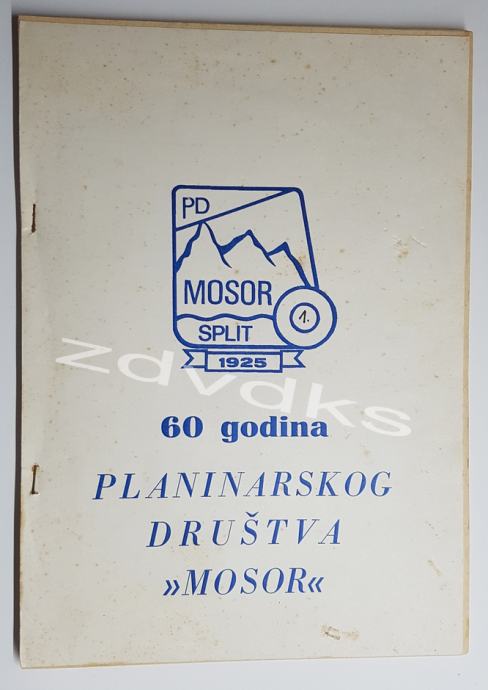 PD
MOSOR
SPLIT
1.
1925
zdvdks
60 godina
PLANINARSKOG
DRUŠTVA
»MOSOR«